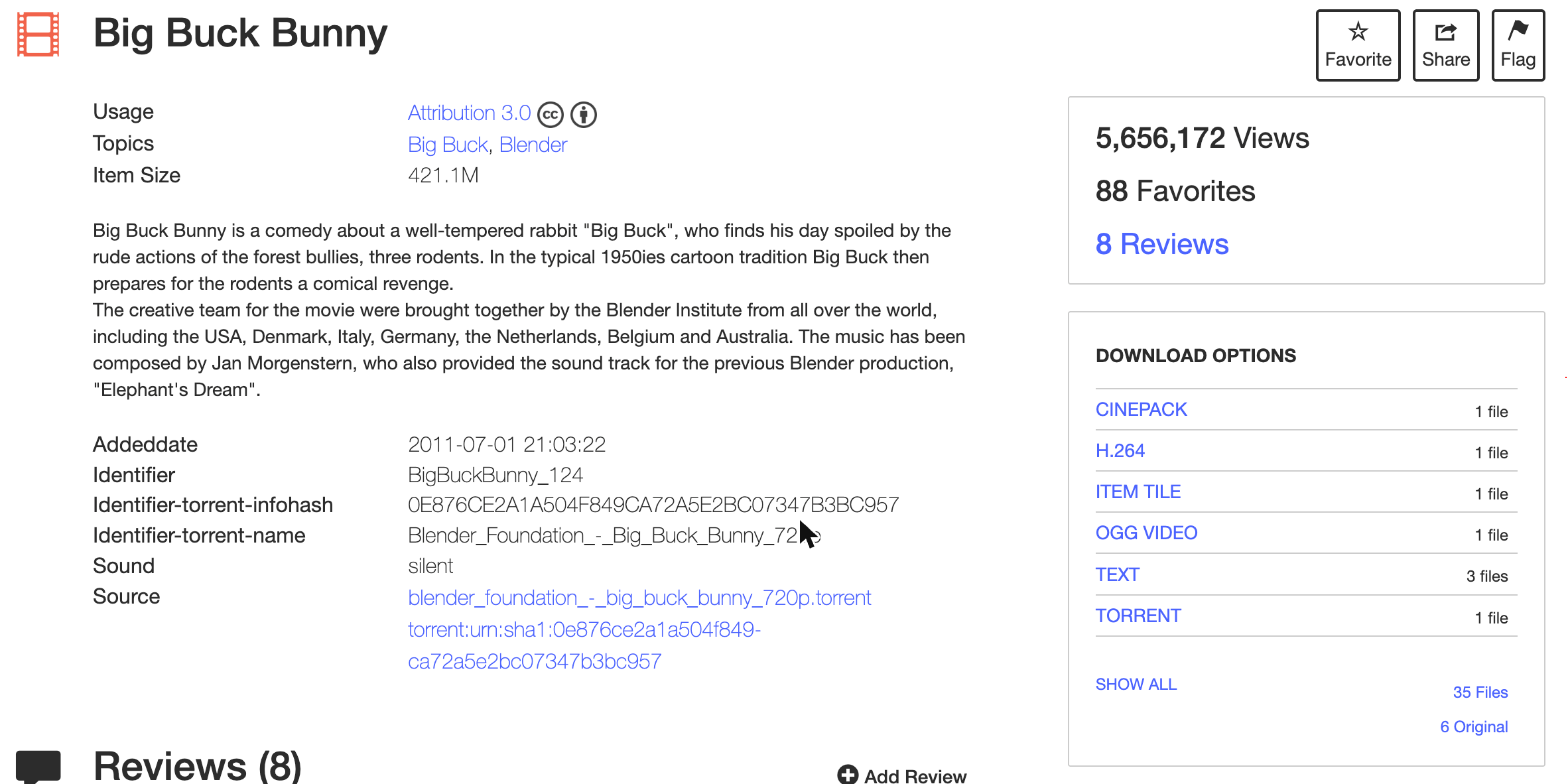 Big Buck Bunny
Favorite
Share
Flag
Usage Attribution 3.0
Topics Big Buck, Blender
Item Size 421.1M
Big Buck Bunny is a comedy about a well-tempered rabbit "Big Buck", who finds his day spoiled by the
rude actions of the forest bullies, three rodents. In the typical 1950ies cartoon tradition Big Buck then
prepares for the rodents a comical revenge.
The creative team for the movie were brought together by the Blender Institute from all over the world,
including the USA, Denmark, Italy, Germany, the Netherlands, Belgium and Australia. The music has been
composed by Jan Morgenstern, who also provided the sound track for the previous Blender production,
"Elephant's Dream".
Addeddate 2011-07-01 21:03:22
Identifier BigBuckBunny_124
Identifier-torrent-infohash 0E876CE2A1A504F849CA72A5E2BC07347B3BC957
Identifier-torrent-name Blender_Foundation_-_Big_Buck_Bunny_72
Sound silent
Source blender_foundation_-_big_buck_bunny_720p.torrent
torrent:urn:sha1:0e876ce2a1a504f849-
ca72a5e2bc07347b3bc957
Reviews (8)
Add Review
5,656,172 Views
88 Favorites
8 Reviews
DOWNLOAD OPTIONS
CINEPACK 1 file
H.264 1 file
ITEM TILE 1 file
OGG VIDEO 1 file
TEXT 3 files
TORRENT 1 file
SHOW ALL 35 Files
6 Original